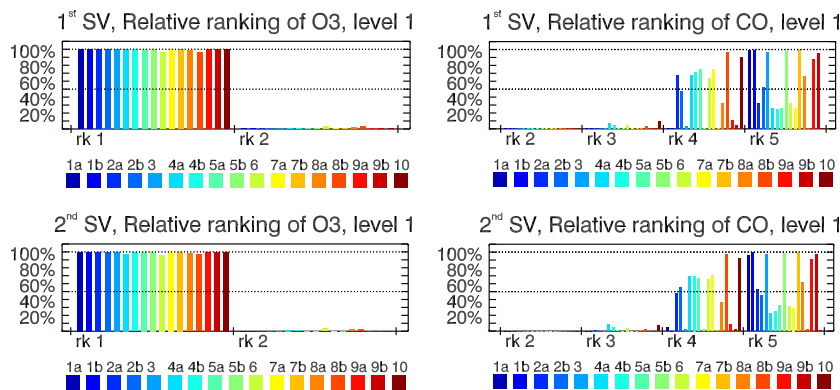 1st SV, Relative ranking of O3, level 1
100%
80%
60%
40%
20%
rk 1 rk 2
1a 1b 2a 2b 3 4a 4b 5a 5b 6 7a 7b 8a 8b 9a 9b 10
1st SV, Relative ranking of CO, level 1
100%
80%
60%
40%
20%
rk 2 rk 3 rk 4 rk 5
1a 1b 2a 2b 3 4a 4b 5a 5b 6 7a 7b 8a 8b 9a 9b 10
2nd SV, Relative ranking of O3, level 1
100%
80%
60%
40%
20%
rk 1 rk 2
1a 1b 2a 2b 3 4a 4b 5a 5b 6 7a 7b 8a 8b 9a 9b 10
2nd SV, Relative ranking of CO, level 1
100%
80%
60%
40%
20%
rk 2 rk 3 rk 4 rk 5
1a 1b 2a 2b 3 4a 4b 5a 5b 6 7a 7b 8a 8b 9a 9b 10